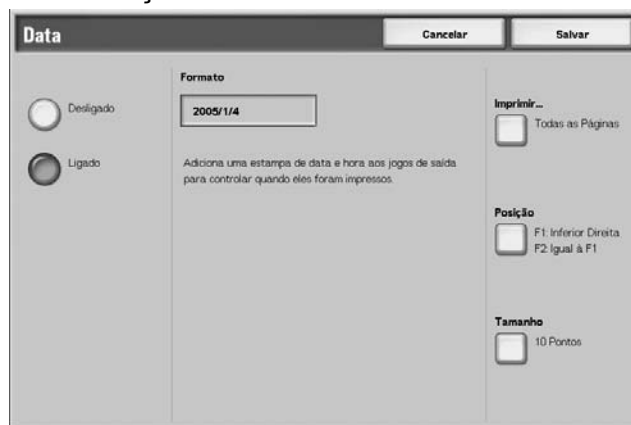 Data
Cancelar
Salvar
Desligado
Ligado
Formato
2005/1/4
Adiciona uma estampa de data e hora aos jogos de saída
para controlar quando eles foram impressos.
Imprimir...
Todas as Páginas
Posição
F1: Inferior Direita
F2: Igual à F1
Tamanho
10 Pontos